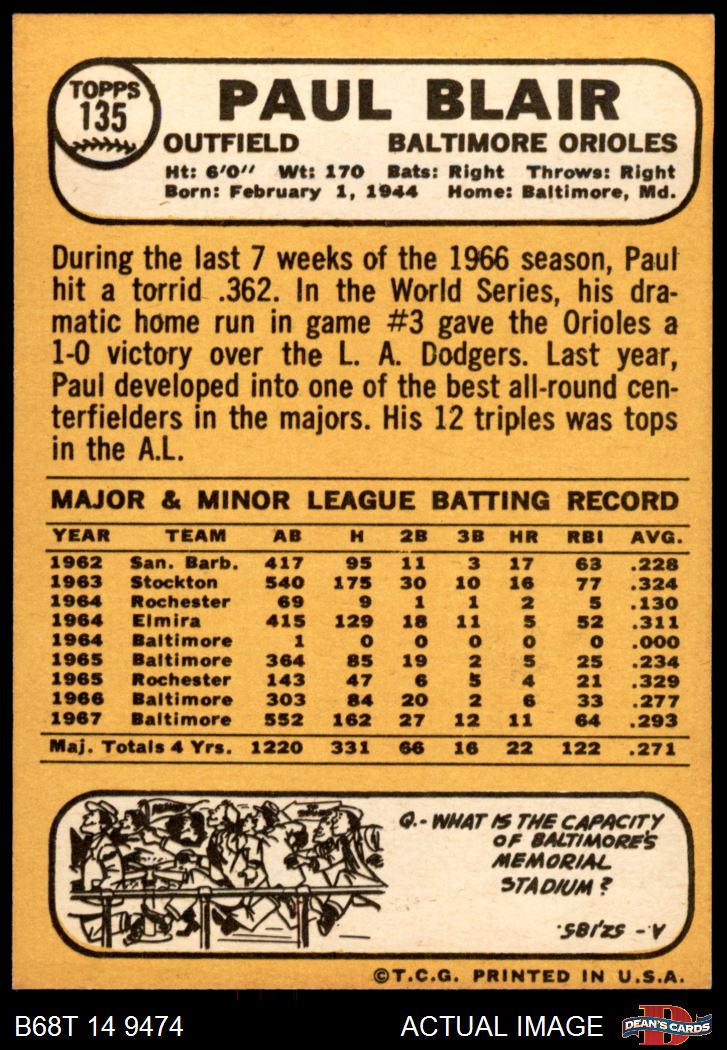 TOPPS
135
PAUL BLAIR
OUTFIELD BALTIMORE ORIOLES
Ht: 6'0" Wt: 170 Bats: Right Throws: Right
Born: February 1, 1944 Home: Baltimore, Md.
During the last 7 weeks of the 1966 season, Paul
hit a torrid .362. In the World Series, his dra-
matic home run in game #3 gave the Orioles a
1-0 victory over the L. A. Dodgers. Last year,
Paul developed into one of the best all-round cen-
terfielders in the majors. His 12 triples was tops
in the A.L.
MAJOR & MINOR LEAGUE BATTING RECORD
YEAR TEAM AB H 2B 3B HR RBI AVG.
1962 San. Barb. 417 95 11 3 17 63 .228
1963 Stockton 540 175 30 10 16 77 .324
1964 Rochester 69 9 1 1 2 5 .130
1964 Elmira 415 129 18 11 5 52 .311
1964 Baltimore 1 0 0 0 0 0 .000
1965 Baltimore 364 85 19 2 5 25 .234
1965 Rochester 143 47 6 5 4 21 .329
1966 Baltimore 303 84 20 2 6 33 .277
1967 Baltimore 552 162 27 12 11 64 .293
Maj. Totals 4 Yrs. 1220 331 66 16 22 122 .271
Q.- WHAT IS THE CAPACITY
OF BALTIMORE'S
MEMORIAL
STADIUM?
A - 52,185.
©T.C.G. PRINTED IN U.S.A.
B68T 14 9474 ACTUAL IMAGE
D
DEAN'S CARDS